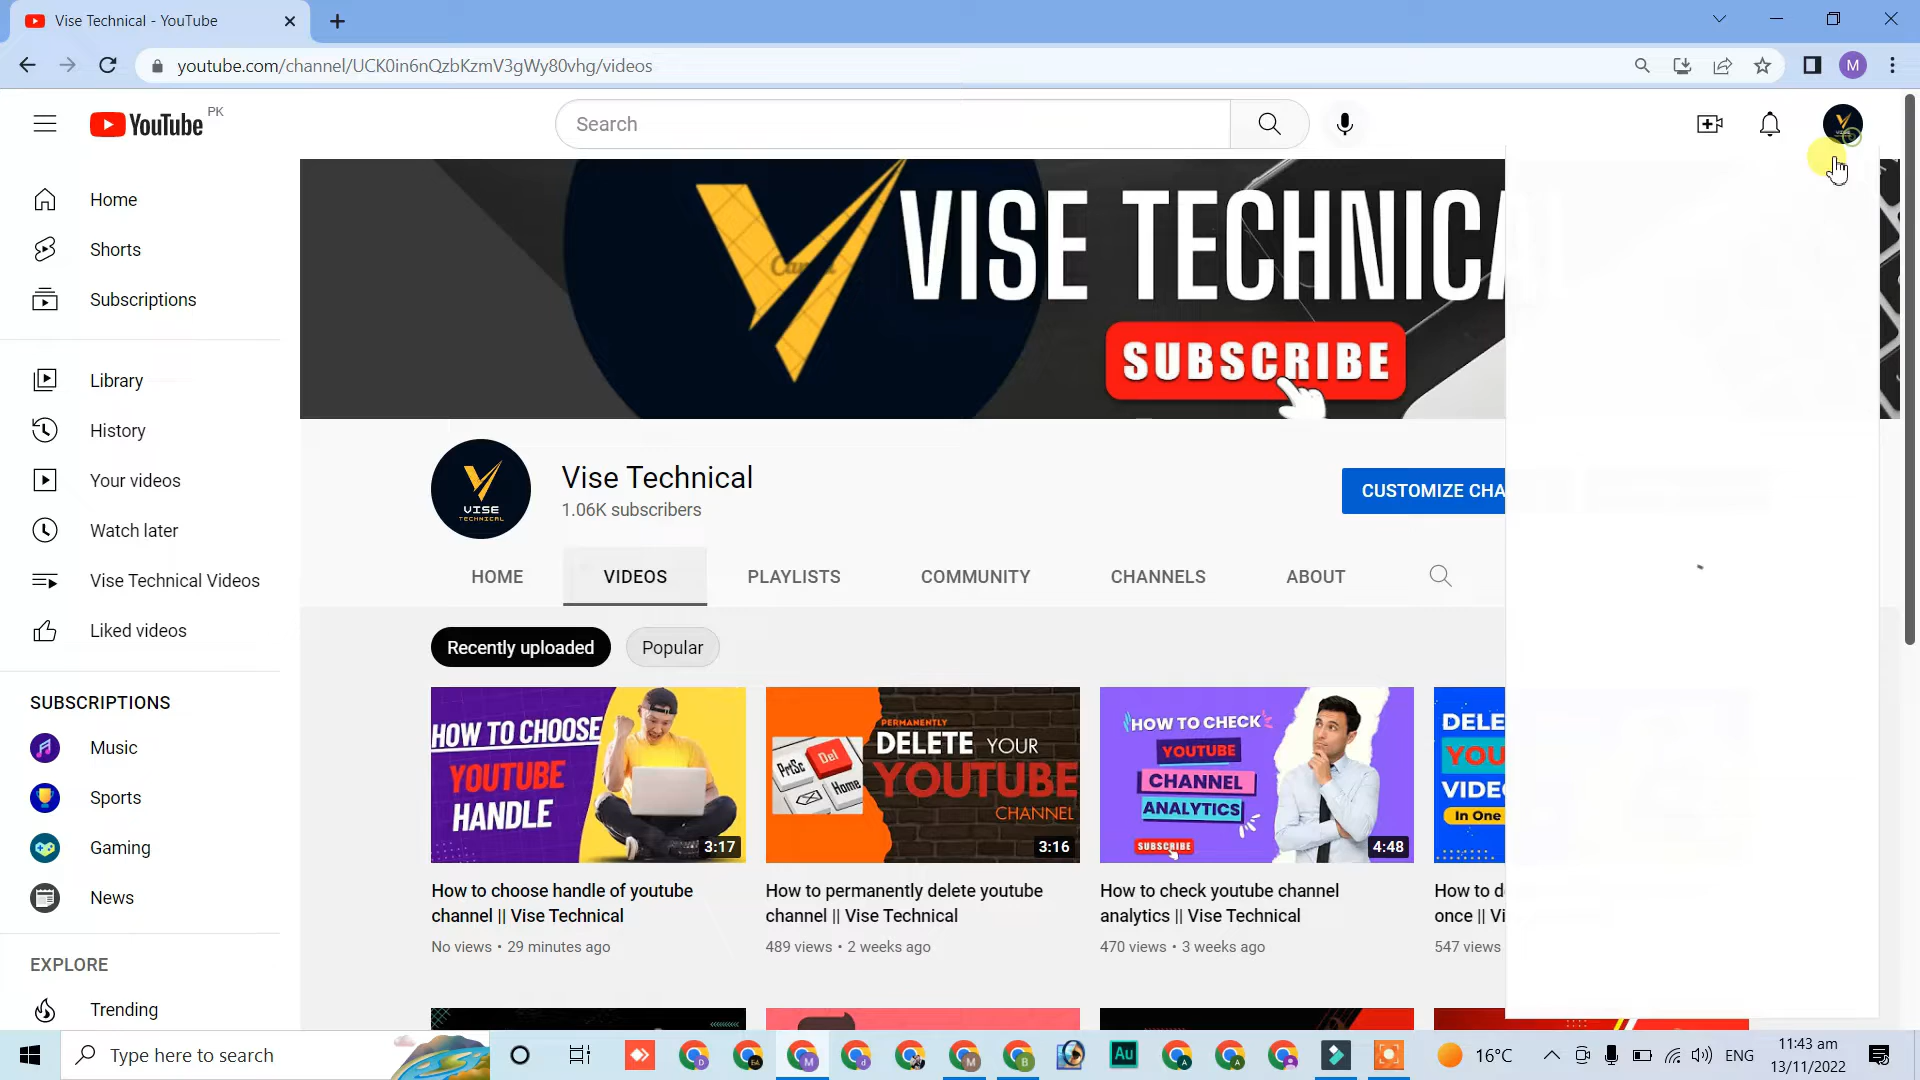 Vise Technical - YouTube
youtube.com/channel/UCK0in6nQzbKzmV3gWy80vhg/videos
M
YouTube PK
Search
Home
Shorts
Subscriptions
Library
History
Your videos
Watch later
Vise Technical Videos
Liked videos
SUBSCRIPTIONS
Music
Sports
Gaming
News
EXPLORE
Trending
VISE TECHNICA
SUBSCRIBE
VISE
TECHNICAL
Vise Technical
1.06K subscribers
CUSTOMIZE CHA
HOME VIDEOS PLAYLISTS COMMUNITY CHANNELS ABOUT
Recently uploaded Popular
HOW TO CHOOSE
YOUTUBE
HANDLE
3:17
PERMANENTLY
DELETE YOUR
YOUTUBE
CHANNEL
PrtSc Del
Home
3:16
HOW TO CHECK
YOUTUBE
CHANNEL
ANALYTICS
SUBSCRIBE
4:48
DELE
YOU
VIDE
In One
How to choose handle of youtube
channel || Vise Technical
No views • 29 minutes ago
How to permanently delete youtube
channel || Vise Technical
489 views • 2 weeks ago
How to check youtube channel
analytics || Vise Technical
470 views • 3 weeks ago
How to d
once || Vi
547 views
Type here to search
Au
16°C
ENG
11:43 am
13/11/2022